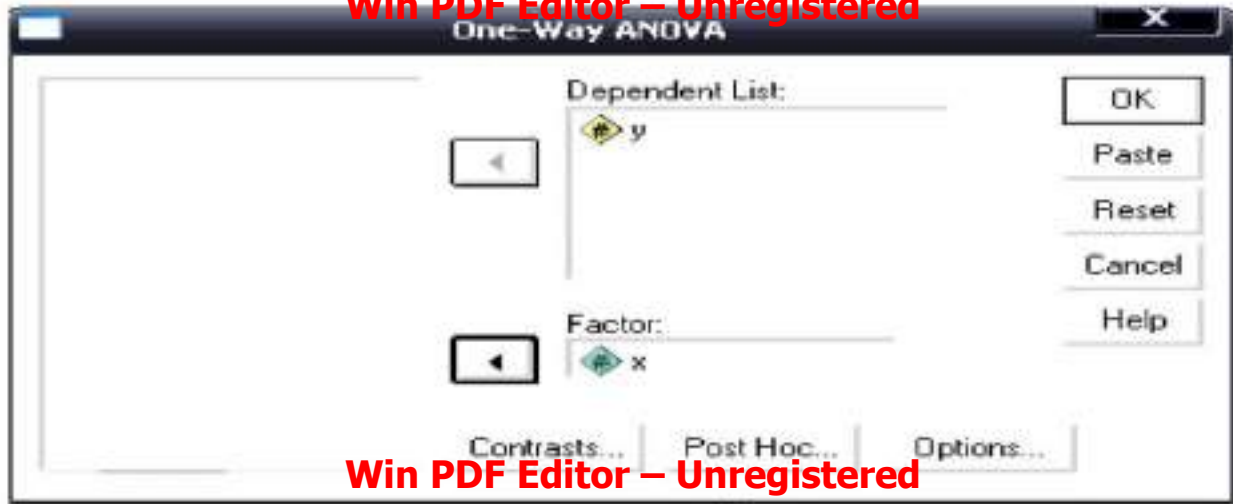 Win PDF Editor – Unregistered
One-Way ANOVA
Dependent List:
y
OK
Paste
Reset
Cancel
Help
Factor:
x
Contrasts... Post Hoc... Options...
Win PDF Editor – Unregistered